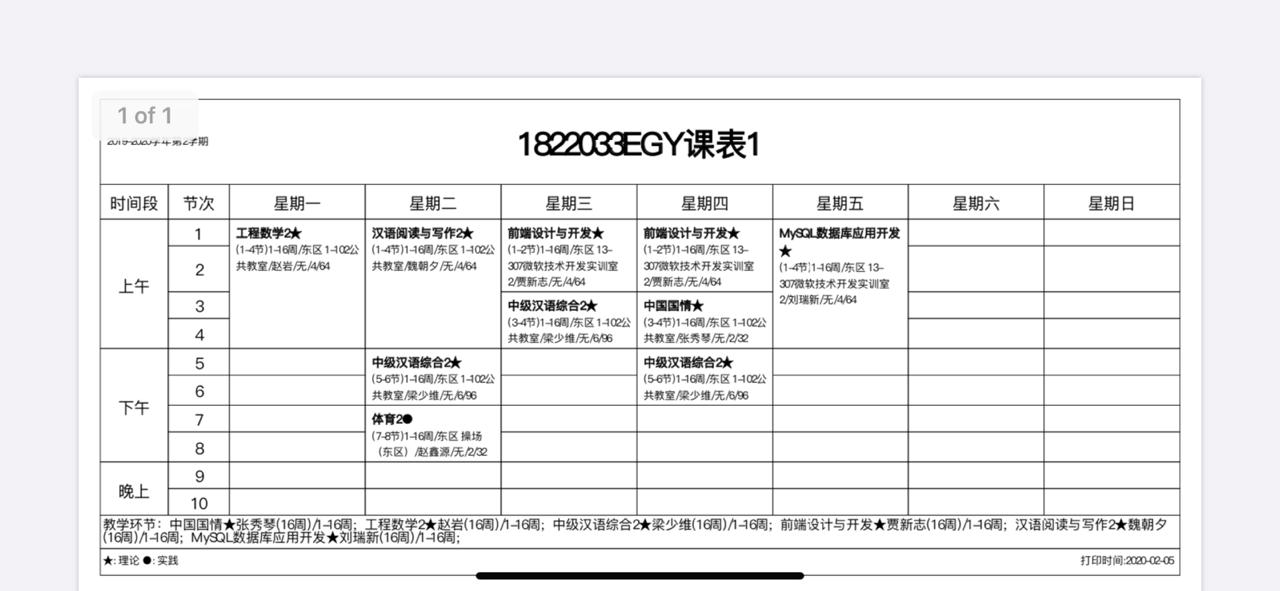 1 of 1
2019-2020学年第2学期
1822033EGY课表1
时间段 节次 星期一 星期二 星期三 星期四 星期五 星期六 星期日
上午
1
2
3
4
工程数学2★
(1-4节)1-16周/东区 1-102公
共教室/赵岩/无/4/64
汉语阅读与写作2★
(1-4节)1-16周/东区 1-102公
共教室/魏朝夕/无/4/64
前端设计与开发★
(1-2节)1-16周/东区 13-
307微软技术开发实训室
2/贾新志/无/4/64
前端设计与开发★
(1-2节)1-16周/东区 13-
307微软技术开发实训室
2/贾新志/无/4/64
MySQL数据库应用开发
★
(1-4节)1-16周/东区 13-
307微软技术开发实训室
2/刘瑞新/无/4/64
中级汉语综合2★
(3-4节)1-16周/东区 1-102公
共教室/梁少维/无/6/96
中国国情★
(3-4节)1-16周/东区 1-102公
共教室/张秀琴/无/2/32
下午
5
6
7
8
中级汉语综合2★
(5-6节)1-16周/东区 1-102公
共教室/梁少维/无/6/96
中级汉语综合2★
(5-6节)1-16周/东区 1-102公
共教室/梁少维/无/6/96
体育2●
(7-8节)1-16周/东区 操场
（东区）/赵鑫源/无/2/32
晚上
9
10
教学环节：中国国情★张秀琴(16周)/1-16周；工程数学2★赵岩(16周)/1-16周；中级汉语综合2★梁少维(16周)/1-16周；前端设计与开发★贾新志(16周)/1-16周；汉语阅读与写作2★魏朝夕
(16周)/1-16周；MySQL数据库应用开发★刘瑞新(16周)/1-16周；
★: 理论 ●: 实践 打印时间:2020-02-05